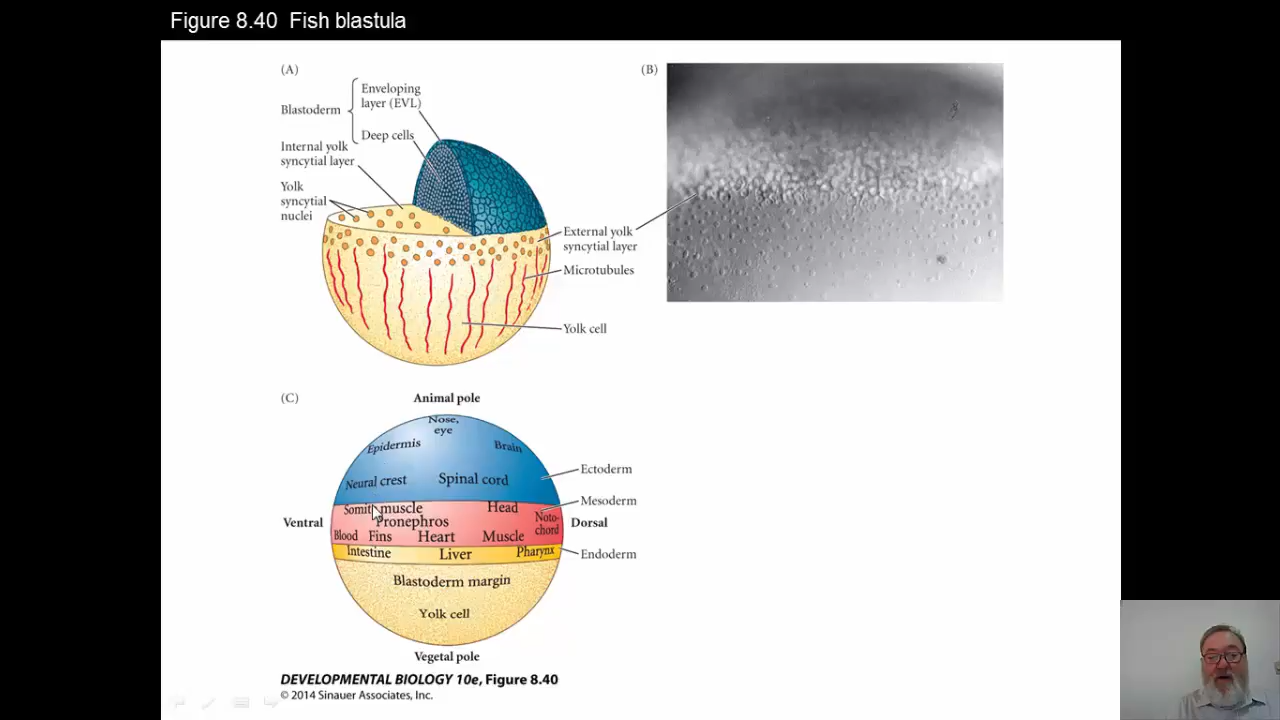 Figure 8.40 Fish blastula
(A)
Blastoderm
Enveloping
layer (EVL)
Deep cells
Internal yolk
syncytial layer
Yolk
syncytial
nuclei
External yolk
syncytial layer
Microtubules
Yolk cell
(B)
(C)
Animal pole
Nose,
eye
Epidermis
Brain
Neural crest
Spinal cord
Ectoderm
Somit muscle
Head
Mesoderm
Ventral
Pronephros
Noto-
chord
Dorsal
Blood
Fins
Heart
Muscle
Intestine
Liver
Pharynx
Endoderm
Blastoderm margin
Yolk cell
Vegetal pole
DEVELOPMENTAL BIOLOGY 10e, Figure 8.40
© 2014 Sinauer Associates, Inc.